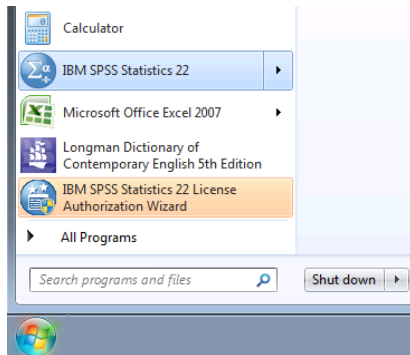 Calculator
IBM SPSS Statistics 22
Microsoft Office Excel 2007
Longman Dictionary of
Contemporary English 5th Edition
IBM SPSS Statistics 22 License
Authorization Wizard
All Programs
Search programs and files
Shut down